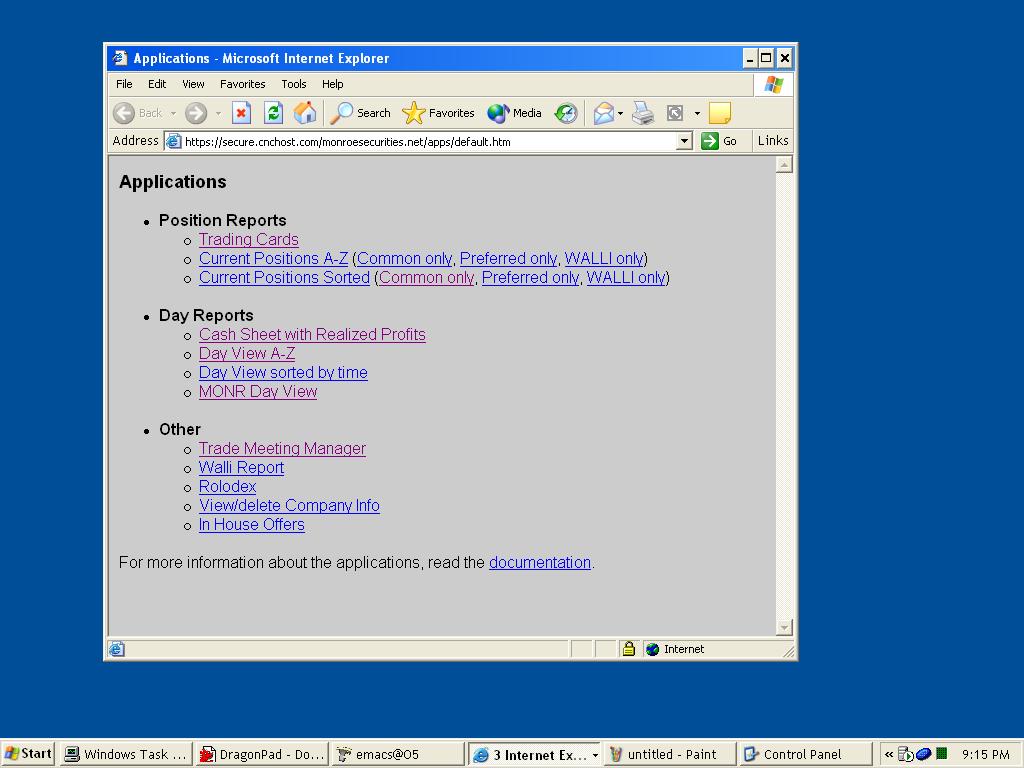 Applications - Microsoft Internet Explorer
File Edit View Favorites Tools Help
Back Search Favorites Media
Address https://secure.cnchost.com/monroesecurities.net/apps/default.htm Go Links
Applications
Position Reports
Trading Cards
Current Positions A-Z (Common only, Preferred only, WALLI only)
Current Positions Sorted (Common only, Preferred only, WALLI only)
Day Reports
Cash Sheet with Realized Profits
Day View A-Z
Day View sorted by time
MONR Day View
Other
Trade Meeting Manager
Walli Report
Rolodex
View/delete Company Info
In House Offers
For more information about the applications, read the documentation.
Internet
Start Windows Task ... DragonPad - Do... emacs@O5 3 Internet Ex... untitled - Paint Control Panel « 9:15 PM